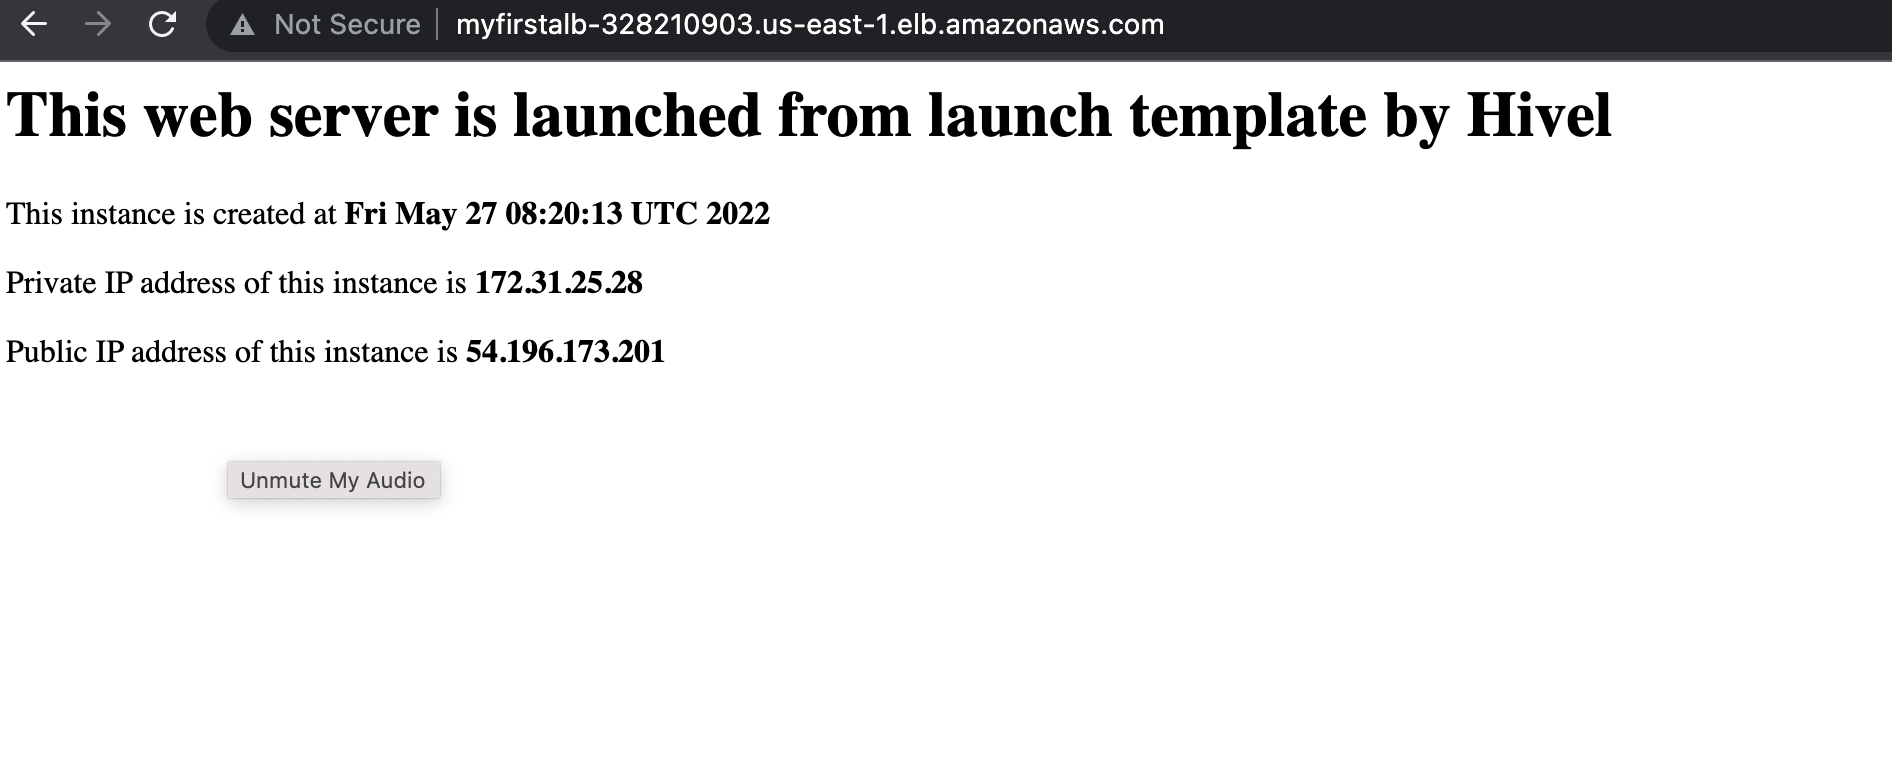 Not Secure myfirstalb-328210903.us-east-1.elb.amazonaws.com
This web server is launched from launch template by Hivel
This instance is created at Fri May 27 08:20:13 UTC 2022
Private IP address of this instance is 172.31.25.28
Public IP address of this instance is 54.196.173.201
Unmute My Audio